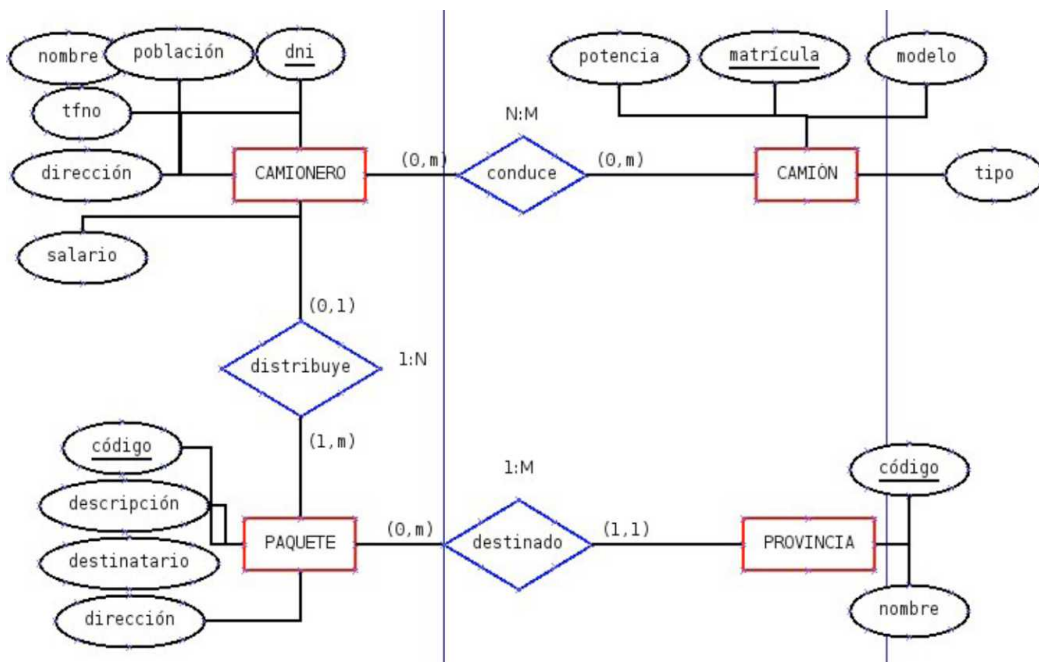 nombre
población
dni
potencia
matrícula
modelo
tfno
N:M
dirección
CAMIONERO
(0,m)
conduce
(0,m)
CAMIÓN
tipo
salario
(0,1)
distribuye
1:N
(1,m)
código
1:M
código
descripción
PAQUETE
(0,m)
destinado
(1,1)
PROVINCIA
destinatario
dirección
nombre